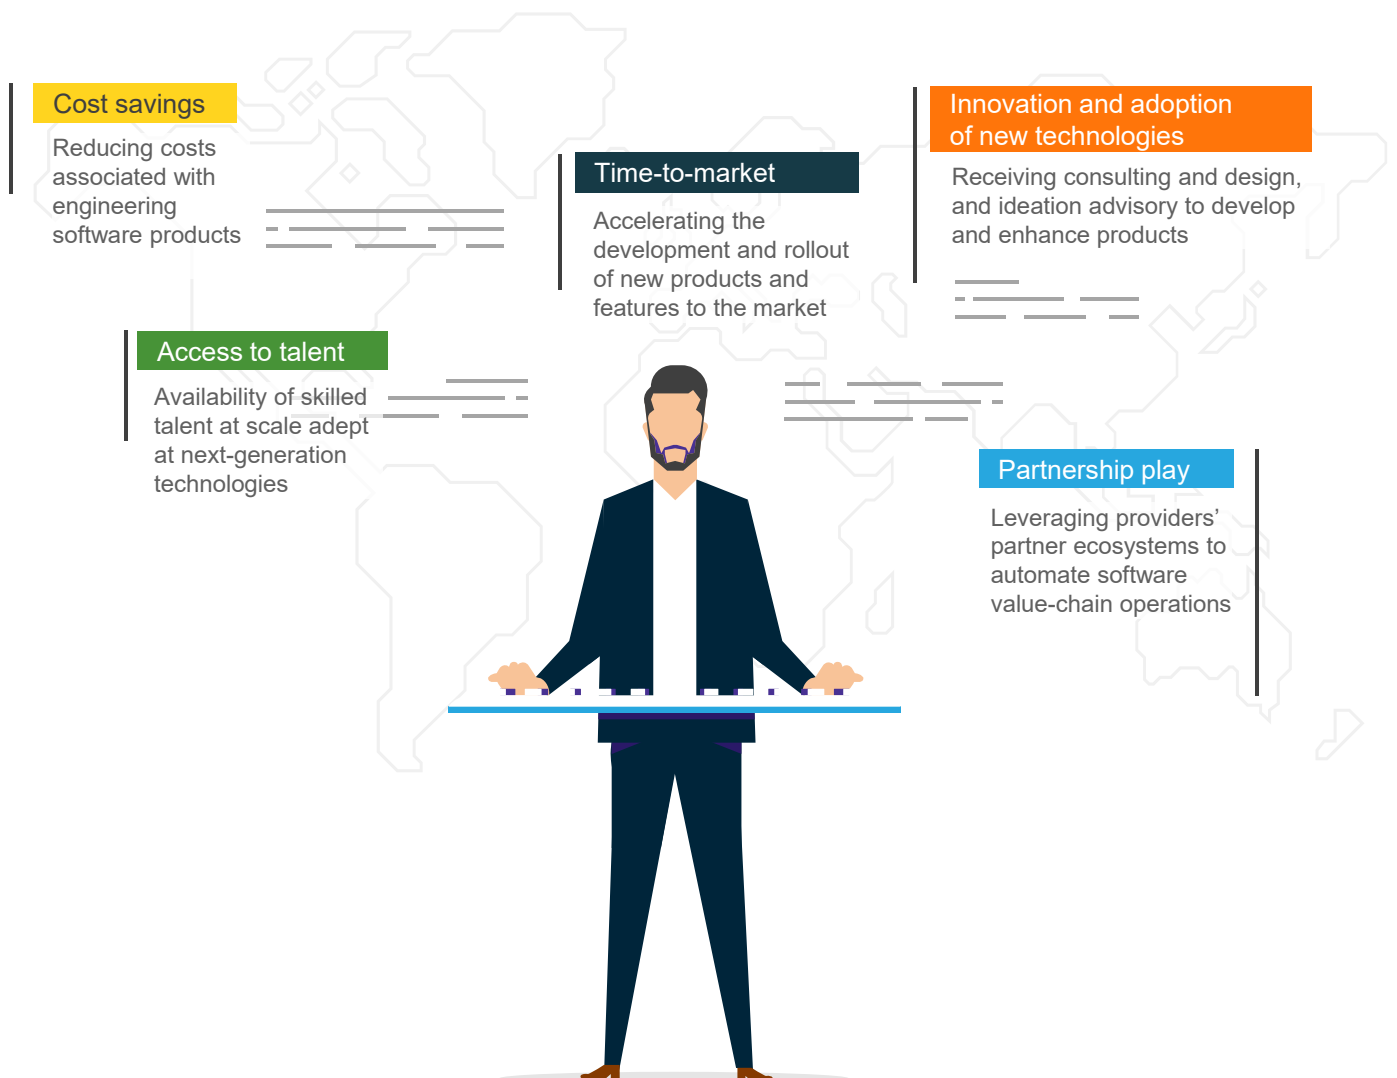 Cost savings
Reducing costs
associated with
engineering
software products
Access to talent
Availability of skilled
talent at scale adept
at next-generation
technologies
Time-to-market
Accelerating the
development and rollout
of new products and
features to the market
Innovation and adoption
of new technologies
Receiving consulting and design,
and ideation advisory to develop
and enhance products
Partnership play
Leveraging providers’
partner ecosystems to
automate software
value-chain operations